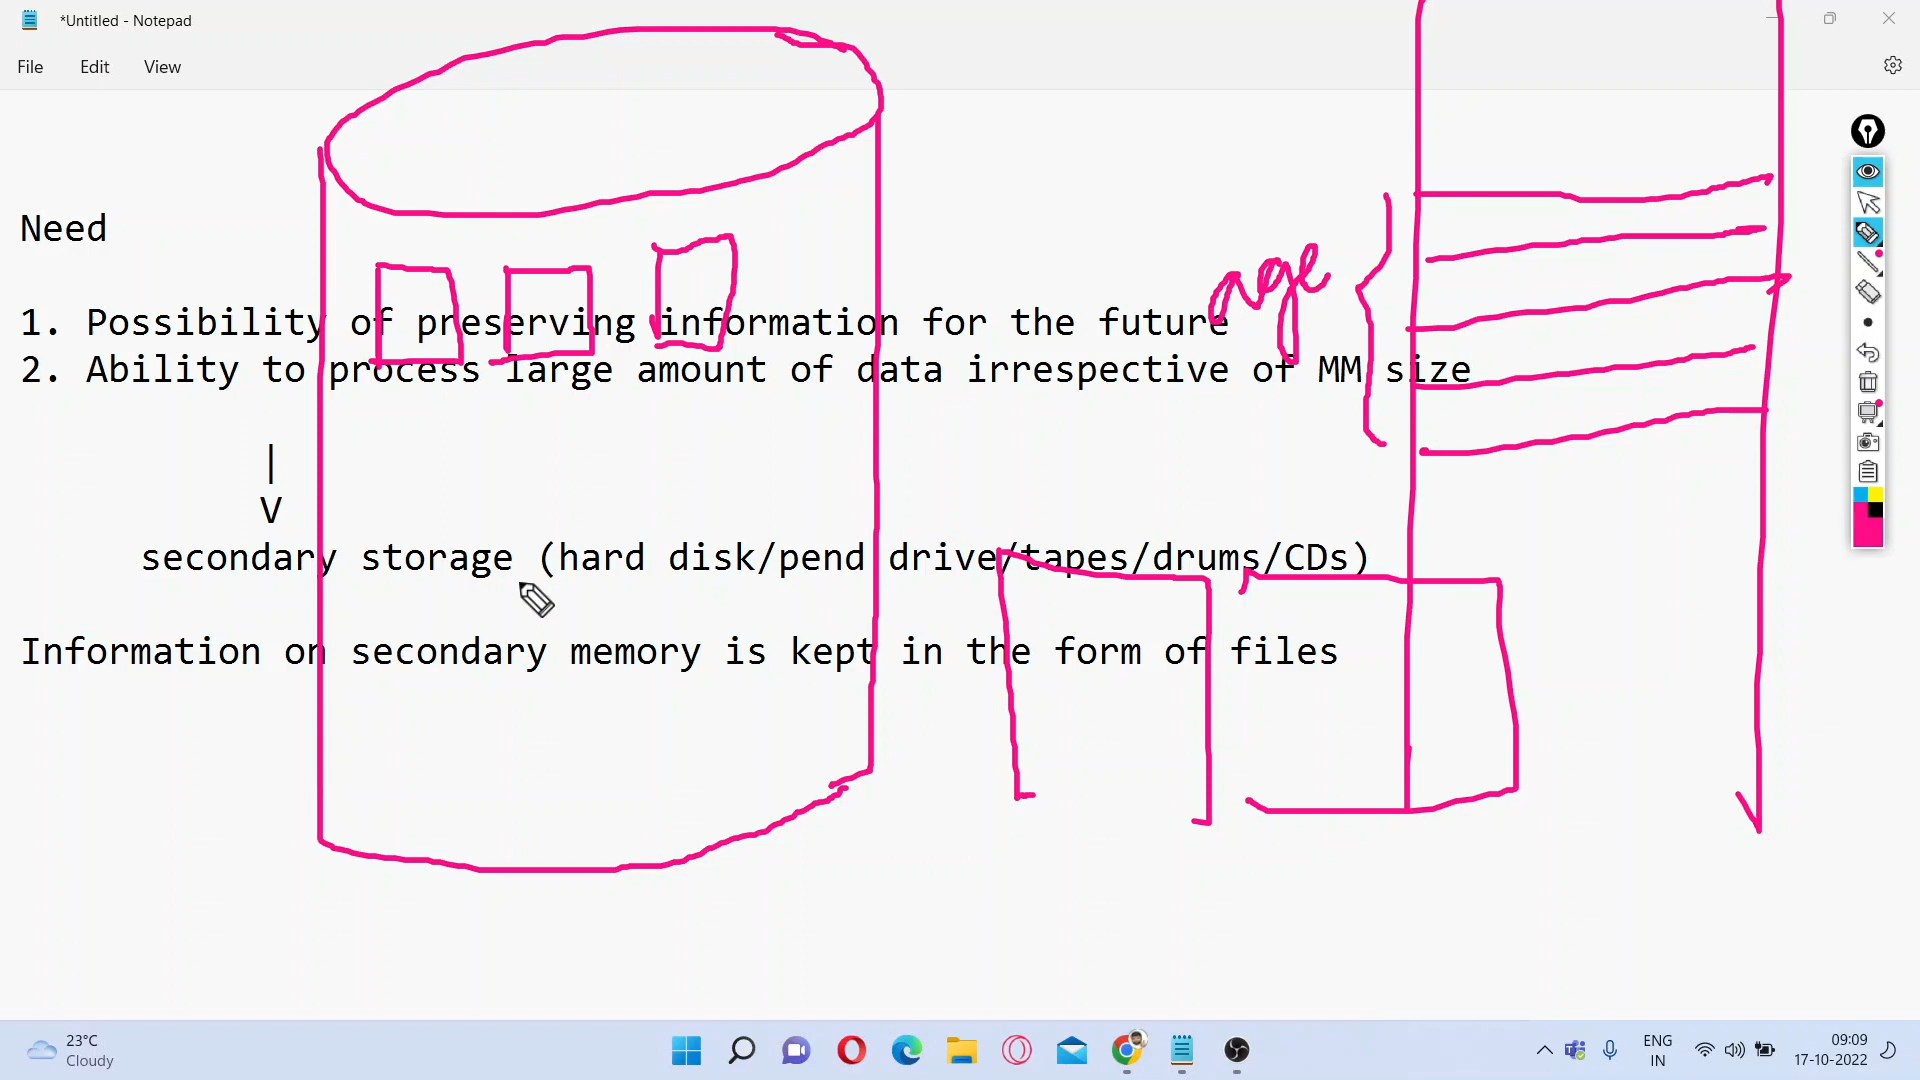 *Untitled - Notepad
File Edit View
Need
1. Possibility of preserving information for the future
2. Ability to process large amount of data irrespective of MM size
|
V
secondary storage (hard disk/pend drive/tapes/drums/CDs)
Information on secondary memory is kept in the form of files
age
23°C
Cloudy
ENG
IN
09:09
17-10-2022